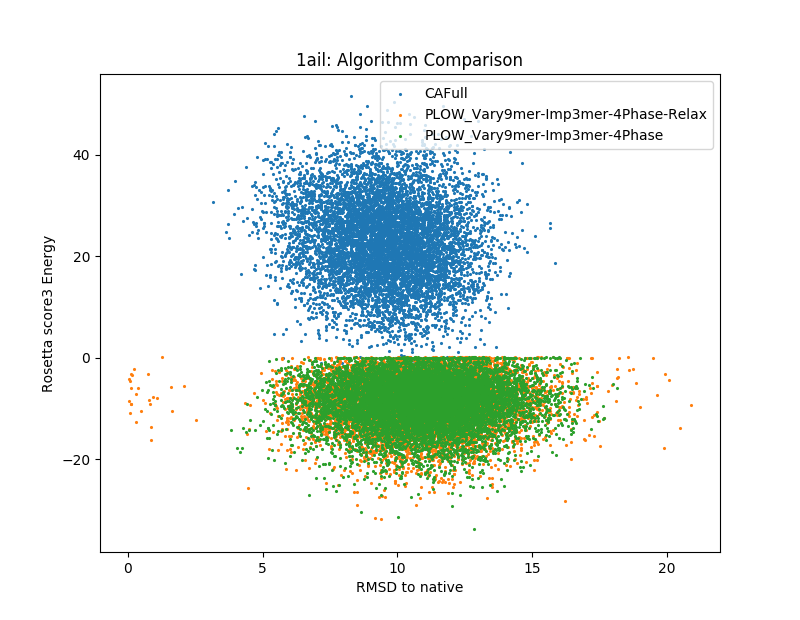 1ail: Algorithm Comparison
CAFull
PLOW_Vary9mer-Imp3mer-4Phase-Relax
PLOW_Vary9mer-Imp3mer-4Phase
40
20
0
−20
Rosetta score3 Energy
0 5 10 15 20
RMSD to native